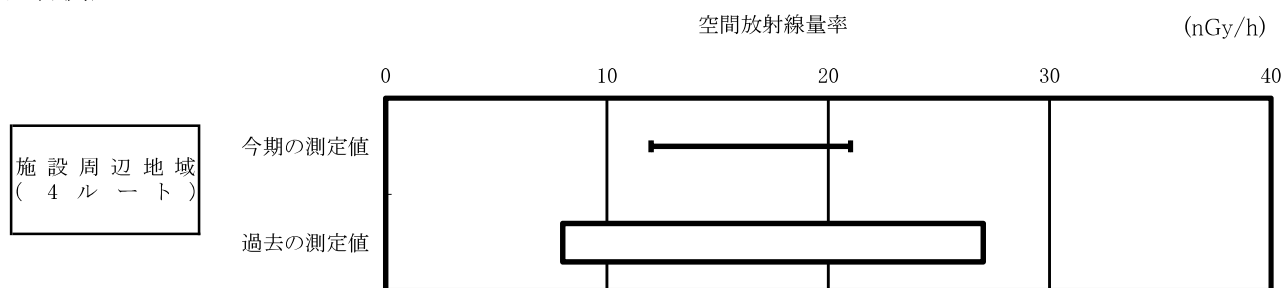 空間放射線量率 (nGy/h)
0 10 20 30 40
今期の測定値
施設周辺地域
(4ルート)
過去の測定値